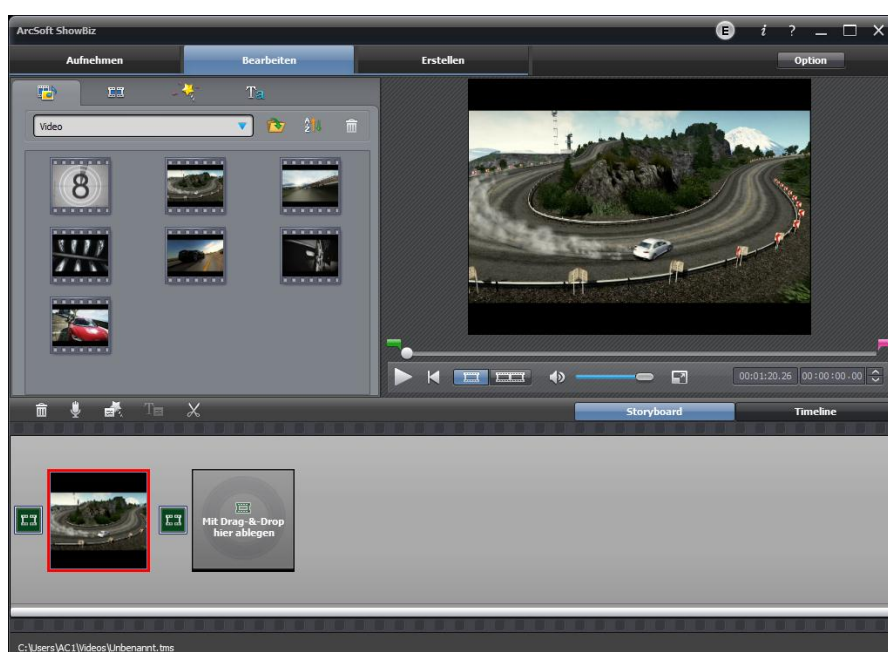 ArcSoft ShowBiz
E i ?
Aufnehmen Bearbeiten Erstellen Option
Ta
Video
8
00:01:20.26 00:00:00.00
T
Storyboard Timeline
Mit Drag-&-Drop
hier ablegen
C:\Users\AC1\Videos\Unbenannt.tms